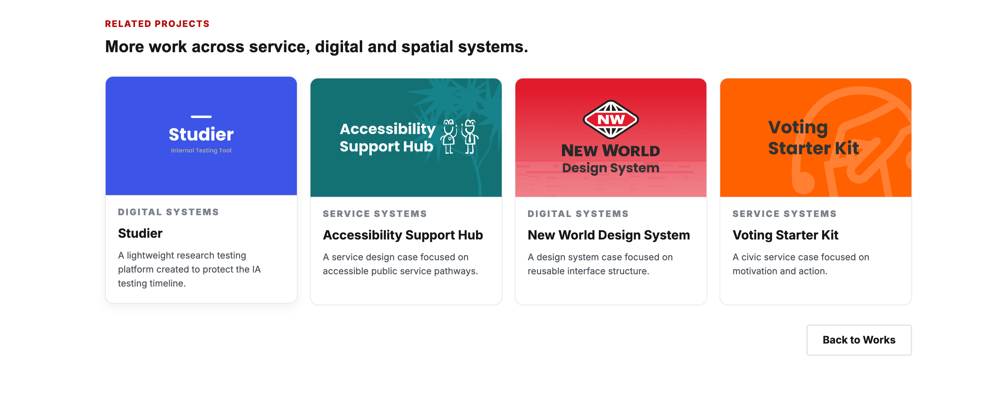 RELATED PROJECTS
More work across service, digital and spatial systems.
Studier
Internal Testing Tool
DIGITAL SYSTEMS
Studier
A lightweight research testing
platform created to protect the IA
testing timeline.
Accessibility
Support Hub
SERVICE SYSTEMS
Accessibility Support Hub
A service design case focused on
accessible public service pathways.
NW
NEW WORLD
Design System
Buttons
Search
Colour
Typography
DIGITAL SYSTEMS
New World Design System
A design system case focused on
reusable interface structure.
Voting
Starter Kit
SERVICE SYSTEMS
Voting Starter Kit
A civic service case focused on
motivation and action.
Back to Works